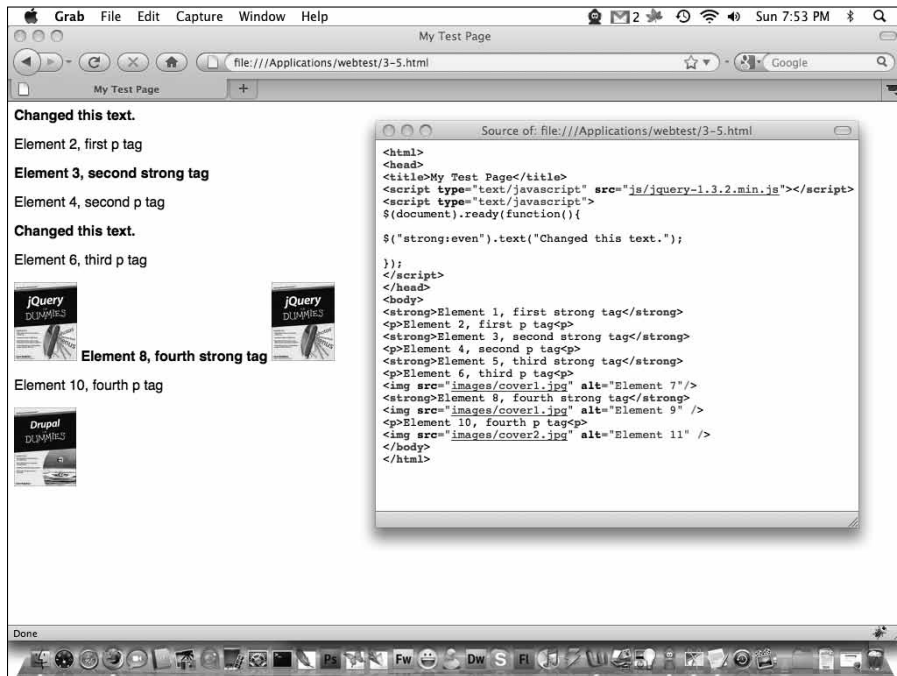 Grab File Edit Capture Window Help 2 Sun 7:53 PM
My Test Page
file:///Applications/webtest/3-5.html Google
My Test Page +
Changed this text.
Element 2, first p tag
Element 3, second strong tag
Element 4, second p tag
Changed this text.
Element 6, third p tag
jQuery
DUMMIES
jQuery
DUMMIES
Element 8, fourth strong tag
Element 10, fourth p tag
Drupal
DUMMIES
Source of: file:///Applications/webtest/3-5.html
<html>
<head>
<title>My Test Page</title>
<script type="text/javascript" src="js/jquery-1.3.2.min.js"></script>
<script type="text/javascript">
$(document).ready(function(){
$("strong:even").text("Changed this text.");
});
</script>
</head>
<body>
<strong>Element 1, first strong tag</strong>
<p>Element 2, first p tag<p>
<strong>Element 3, second strong tag</strong>
<p>Element 4, second p tag<p>
<strong>Element 5, third strong tag</strong>
<p>Element 6, third p tag<p>
<img src="images/cover1.jpg" alt="Element 7"/>
<strong>Element 8, fourth strong tag</strong>
<img src="images/cover1.jpg" alt="Element 9" />
<p>Element 10, fourth p tag<p>
<img src="images/cover2.jpg" alt="Element 11" />
</body>
</html>
Done
Ps Fw Dw S Fl